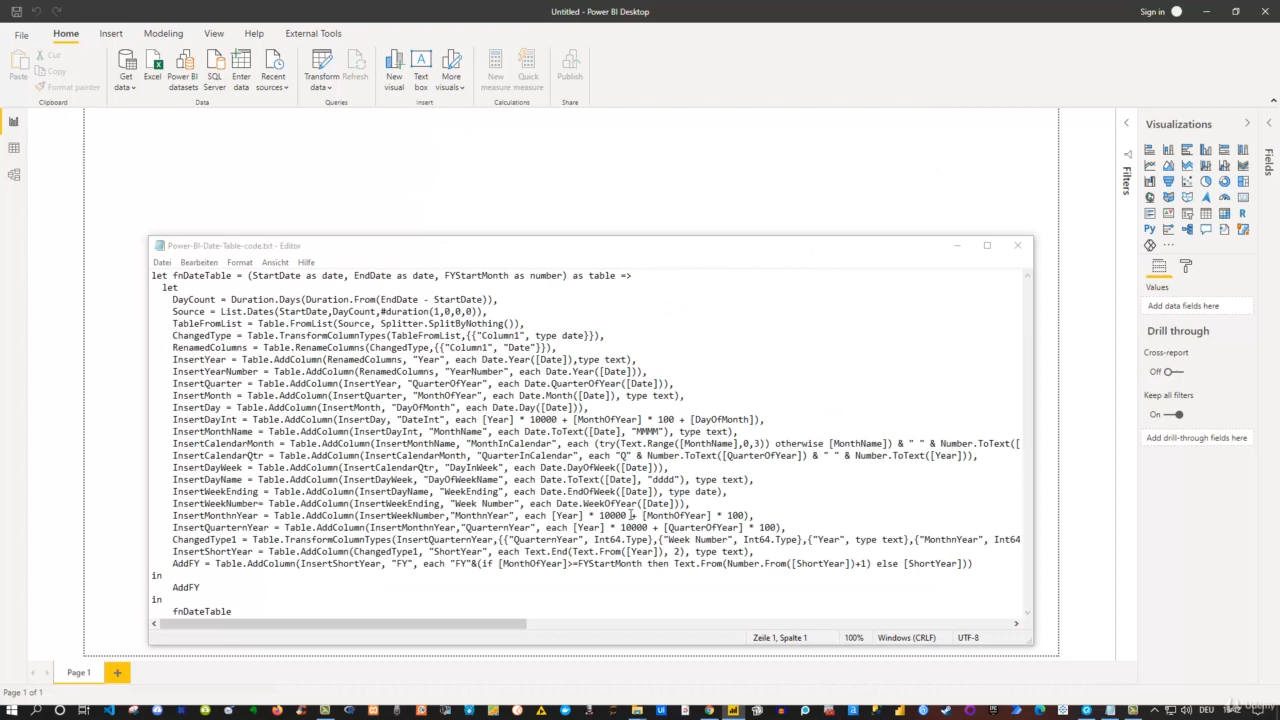 Untitled - Power BI Desktop
Sign in
File Home Insert Modeling View Help External Tools
Paste
Cut
Copy
Format painter
Clipboard
Get data
Excel
Power BI datasets
SQL Server
Enter data
Recent sources
Data
Transform data
Refresh
Queries
New visual
Text box
More visuals
Insert
New measure
Quick measure
Calculations
Publish
Share
Filters
Visualizations
Fields
Values
Add data fields here
Drill through
Cross-report
Off
Keep all filters
On
Add drill-through fields here
Power-BI-Date-Table-code.txt - Editor
Datei Bearbeiten Format Ansicht Hilfe
let fnDateTable = (StartDate as date, EndDate as date, FYStartMonth as number) as table =>
let
DayCount = Duration.Days(Duration.From(EndDate - StartDate)),
Source = List.Dates(StartDate,DayCount,#duration(1,0,0,0)),
TableFromList = Table.FromList(Source, Splitter.SplitByNothing()),
ChangedType = Table.TransformColumnTypes(TableFromList,{{"Column1", type date}}),
RenamedColumns = Table.RenameColumns(ChangedType,{{"Column1", "Date"}}),
InsertYear = Table.AddColumn(RenamedColumns, "Year", each Date.Year([Date]),type text),
InsertYearNumber = Table.AddColumn(RenamedColumns, "YearNumber", each Date.Year([Date])),
InsertQuarter = Table.AddColumn(InsertYear, "QuarterOfYear", each Date.QuarterOfYear([Date])),
InsertMonth = Table.AddColumn(InsertQuarter, "MonthOfYear", each Date.Month([Date]), type text),
InsertDay = Table.AddColumn(InsertMonth, "DayOfMonth", each Date.Day([Date])),
InsertDayInt = Table.AddColumn(InsertDay, "DateInt", each [Year] * 10000 + [MonthOfYear] * 100 + [DayOfMonth]),
InsertMonthName = Table.AddColumn(InsertDayInt, "MonthName", each Date.ToText([Date], "MMMM"), type text),
InsertCalendarMonth = Table.AddColumn(InsertMonthName, "MonthInCalendar", each (try(Text.Range([MonthName],0,3)) otherwise [MonthName]) & " " & Number.ToText([
InsertCalendarQtr = Table.AddColumn(InsertCalendarMonth, "QuarterInCalendar", each "Q" & Number.ToText([QuarterOfYear]) & " " & Number.ToText([Year])),
InsertDayWeek = Table.AddColumn(InsertCalendarQtr, "DayInWeek", each Date.DayOfWeek([Date])),
InsertDayName = Table.AddColumn(InsertDayWeek, "DayOfWeekName", each Date.ToText([Date], "dddd"), type text),
InsertWeekEnding = Table.AddColumn(InsertDayName, "WeekEnding", each Date.EndOfWeek([Date]), type date),
InsertWeekNumber= Table.AddColumn(InsertWeekEnding, "Week Number", each Date.WeekOfYear([Date])),
InsertMonthnYear = Table.AddColumn(InsertWeekNumber,"MonthnYear", each [Year] * 10000 + [MonthOfYear] * 100),
InsertQuarternYear = Table.AddColumn(InsertMonthnYear,"QuarternYear", each [Year] * 10000 + [QuarterOfYear] * 100),
ChangedType1 = Table.TransformColumnTypes(InsertQuarternYear,{{"QuarternYear", Int64.Type},{"Week Number", Int64.Type},{"Year", type text},{"MonthnYear", Int64
InsertShortYear = Table.AddColumn(ChangedType1, "ShortYear", each Text.End(Text.From([Year]), 2), type text),
AddFY = Table.AddColumn(InsertShortYear, "FY", each "FY"&(if [MonthOfYear]>=FYStartMonth then Text.From(Number.From([ShortYear])+1) else [ShortYear]))
in
AddFY
in
fnDateTable
Zeile 1, Spalte 1 100% Windows (CRLF) UTF-8
Page 1
Page 1 of 1
DEU
Udemy